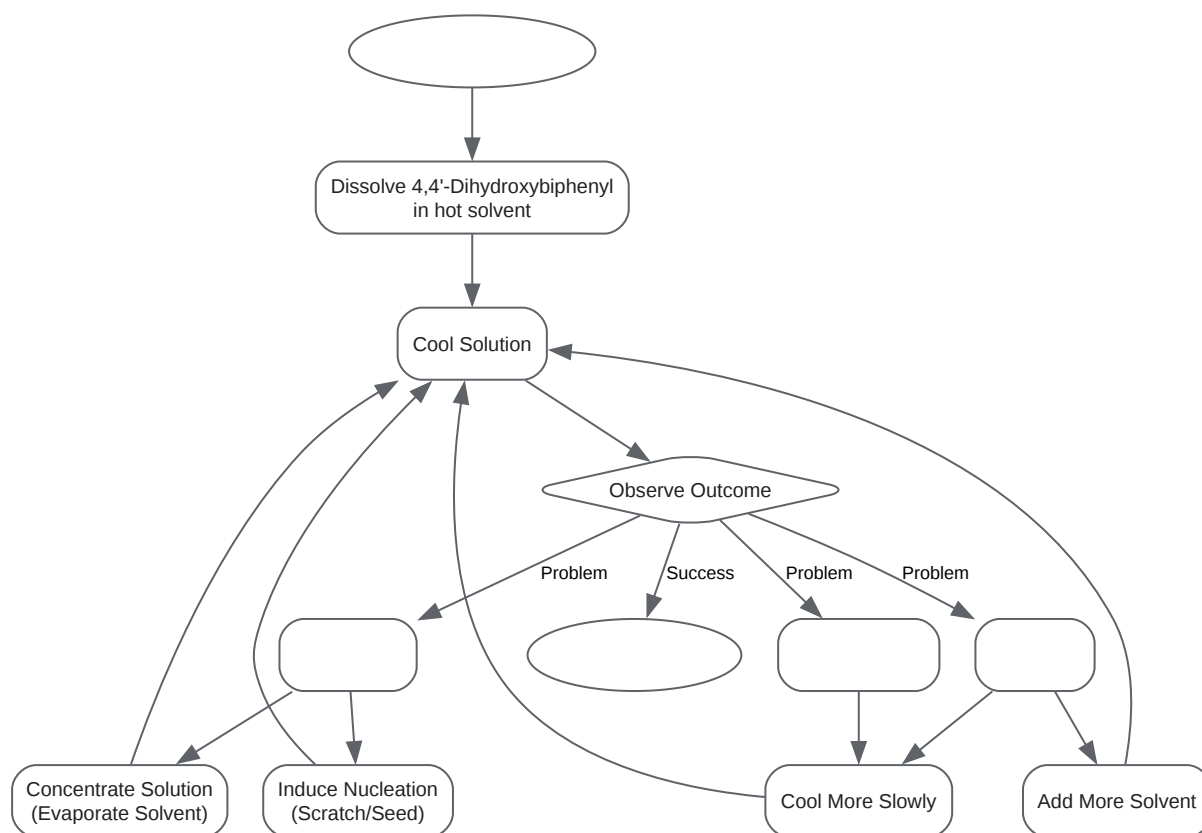 Dissolve 4,4'-Dihydroxybiphenyl
in hot solvent
Cool Solution
Observe Outcome
Problem
Success
Problem
Problem
Concentrate Solution
(Evaporate Solvent)
Induce Nucleation
(Scratch/Seed)
Cool More Slowly
Add More Solvent